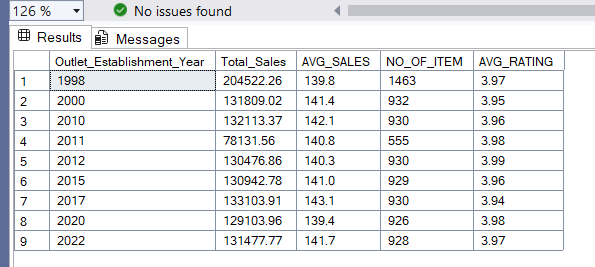 126 % No issues found
Results Messages
Outlet_Establishment_Year Total_Sales AVG_SALES NO_OF_ITEM AVG_RATING
1 1998 204522.26 139.8 1463 3.97
2 2000 131809.02 141.4 932 3.95
3 2010 132113.37 142.1 930 3.96
4 2011 78131.56 140.8 555 3.98
5 2012 130476.86 140.3 930 3.99
6 2015 130942.78 141.0 929 3.96
7 2017 133103.91 143.1 930 3.94
8 2020 129103.96 139.4 926 3.98
9 2022 131477.77 141.7 928 3.97